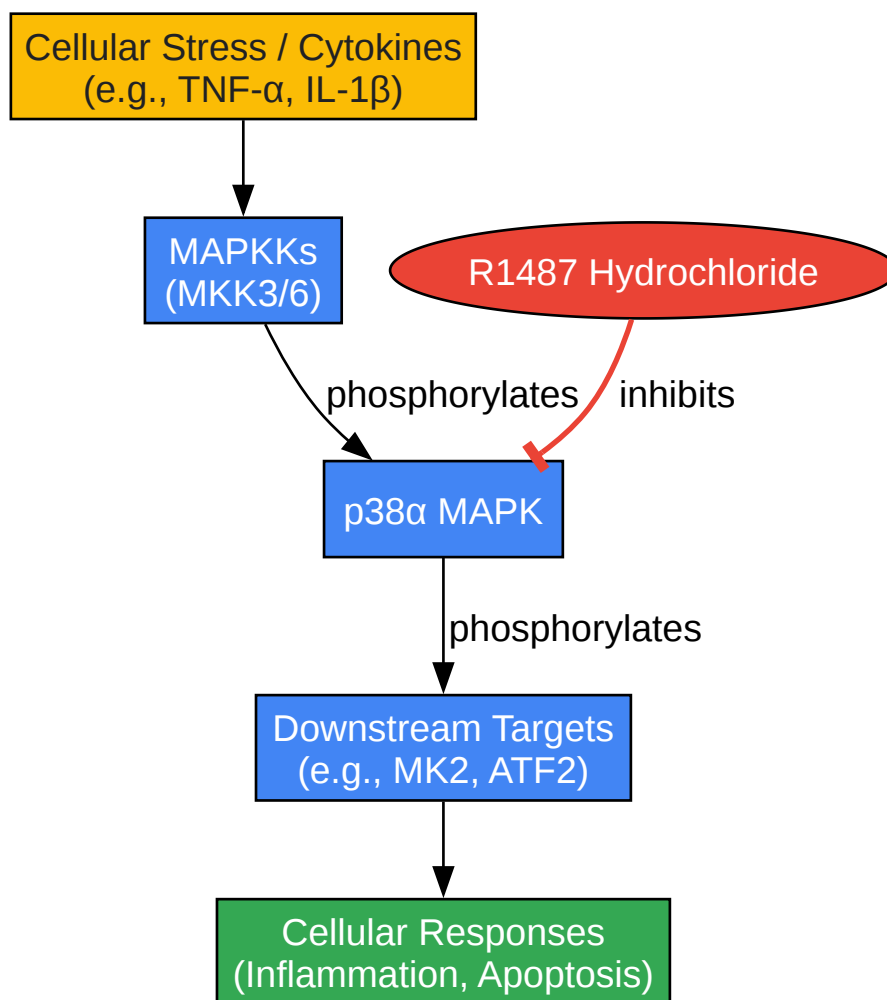 Cellular Stress / Cytokines
(e.g., TNF-α, IL-1β)
MAPKKs
(MKK3/6)
R1487 Hydrochloride
phosphorylates
inhibits
p38α MAPK
phosphorylates
Downstream Targets
(e.g., MK2, ATF2)
Cellular Responses
(Inflammation, Apoptosis)